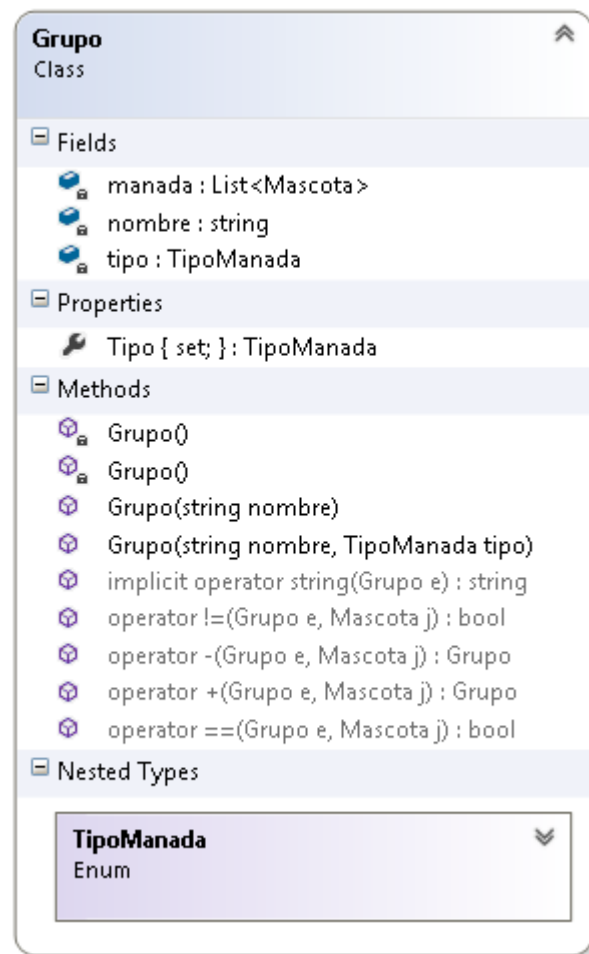 Grupo
Class
Fields
manada : List<Mascota>
nombre : string
tipo : TipoManada
Properties
Tipo { set; } : TipoManada
Methods
Grupo()
Grupo()
Grupo(string nombre)
Grupo(string nombre, TipoManada tipo)
implicit operator string(Grupo e) : string
operator !=(Grupo e, Mascota j) : bool
operator -(Grupo e, Mascota j) : Grupo
operator +(Grupo e, Mascota j) : Grupo
operator ==(Grupo e, Mascota j) : bool
Nested Types
TipoManada
Enum